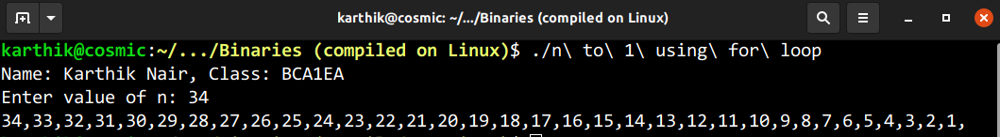 karthik@cosmic: ~/.../Binaries (compiled on Linux)
karthik@cosmic:~/.../Binaries (compiled on Linux)$ ./n\ to\ 1\ using\ for\ loop
Name: Karthik Nair, Class: BCA1EA
Enter value of n: 34
34,33,32,31,30,29,28,27,26,25,24,23,22,21,20,19,18,17,16,15,14,13,12,11,10,9,8,7,6,5,4,3,2,1,